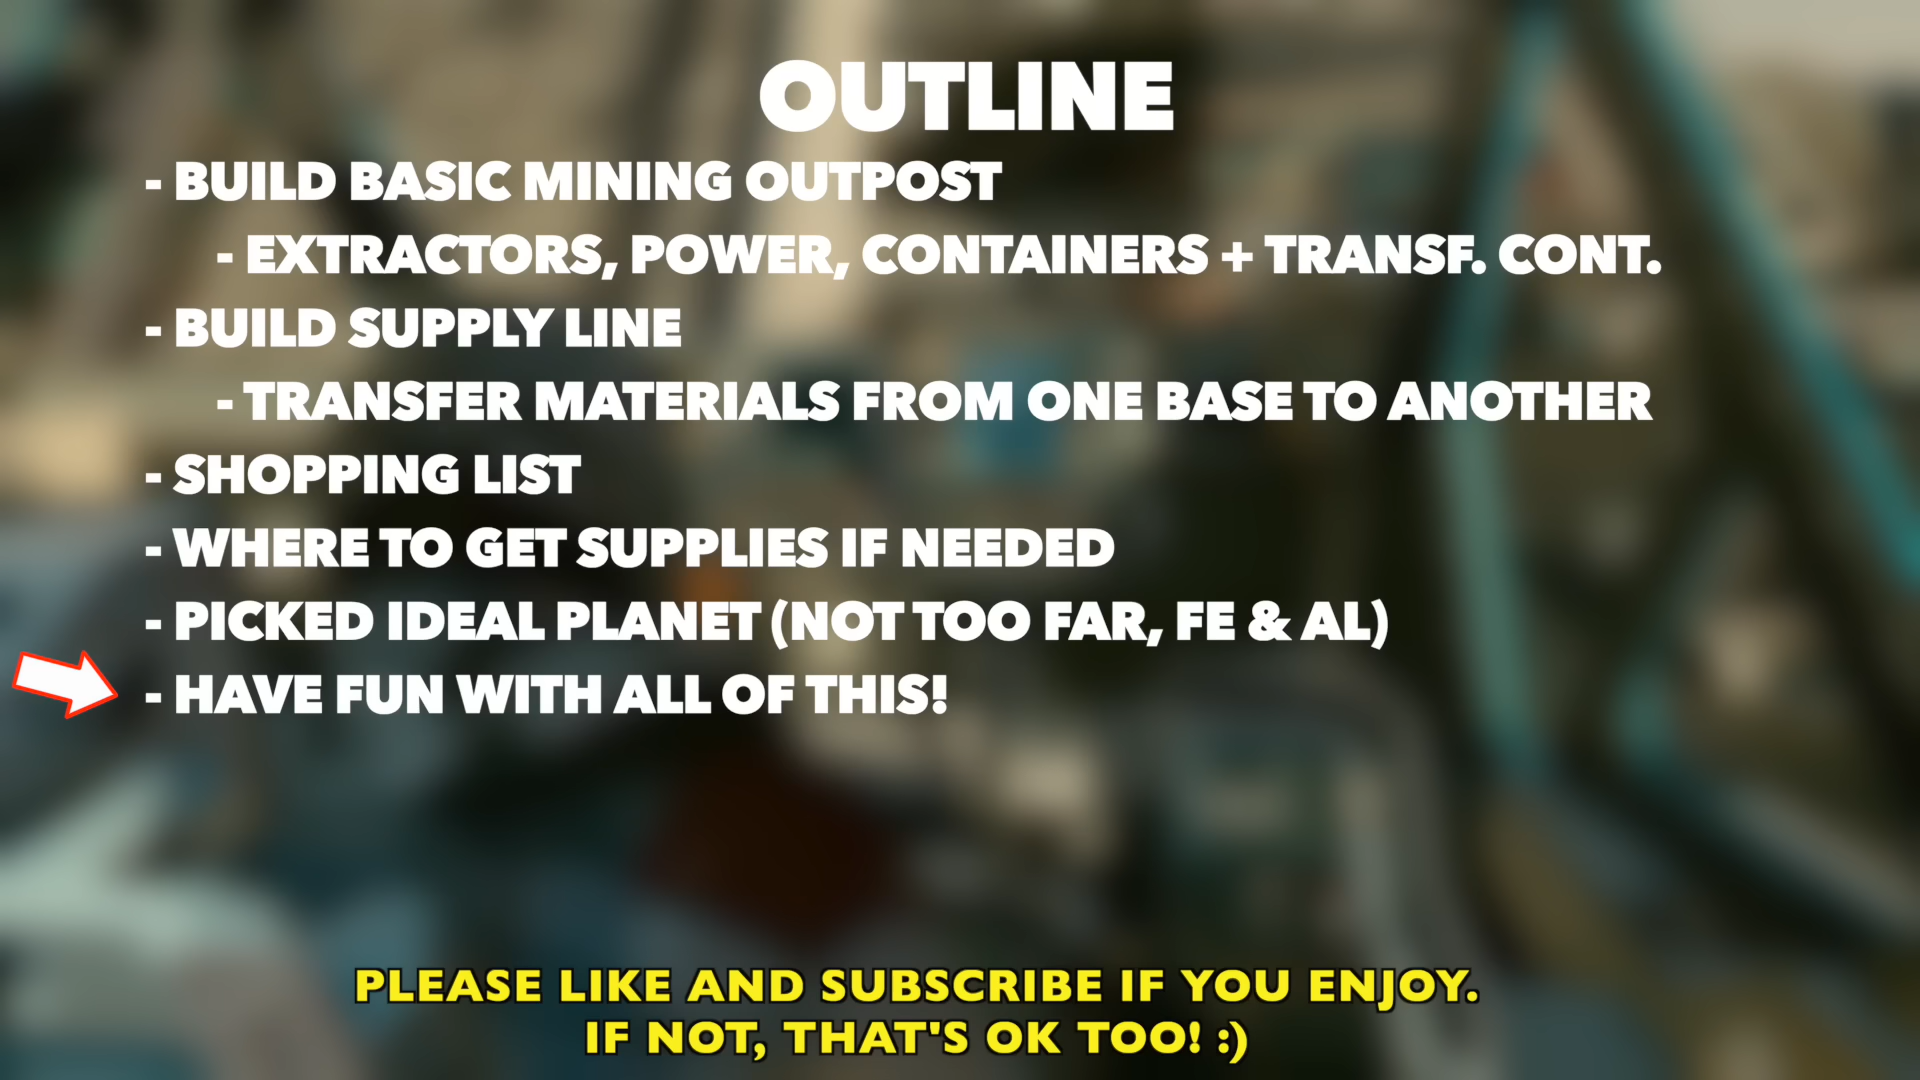 OUTLINE
- BUILD BASIC MINING OUTPOST
- EXTRACTORS, POWER, CONTAINERS + TRANSF. CONT.
- BUILD SUPPLY LINE
- TRANSFER MATERIALS FROM ONE BASE TO ANOTHER
- SHOPPING LIST
- WHERE TO GET SUPPLIES IF NEEDED
- PICKED IDEAL PLANET (NOT TOO FAR, FE & AL)
- HAVE FUN WITH ALL OF THIS!
PLEASE LIKE AND SUBSCRIBE IF YOU ENJOY.
IF NOT, THAT'S OK TOO! :)